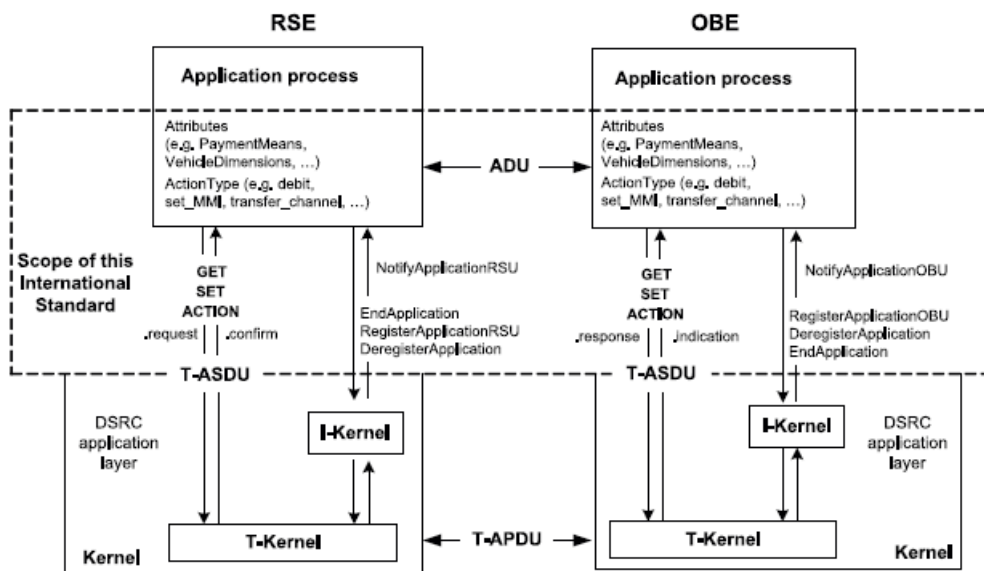 RSE
OBE
Application process
Application process
Attributes
(e.g. PaymentMeans,
VehicleDimensions, ...)
ActionType (e.g. debit,
set_MMI, transfer_channel, ...)
ADU
Attributes
(e.g. PaymentMeans,
VehicleDimensions, ...)
ActionType (e.g. debit,
set_MMI, transfer_channel, ...)
Scope of this
International
Standard
GET
SET
ACTION
.request
.confirm
NotifyApplicationRSU
EndApplication
RegisterApplicationRSU
DeregisterApplication
GET
SET
ACTION
.response
.indication
NotifyApplicationOBU
RegisterApplicationOBU
DeregisterApplication
EndApplication
T-ASDU
T-ASDU
DSRC
application
layer
I-Kernel
I-Kernel
DSRC
application
layer
T-Kernel
T-APDU
T-Kernel
Kernel
Kernel